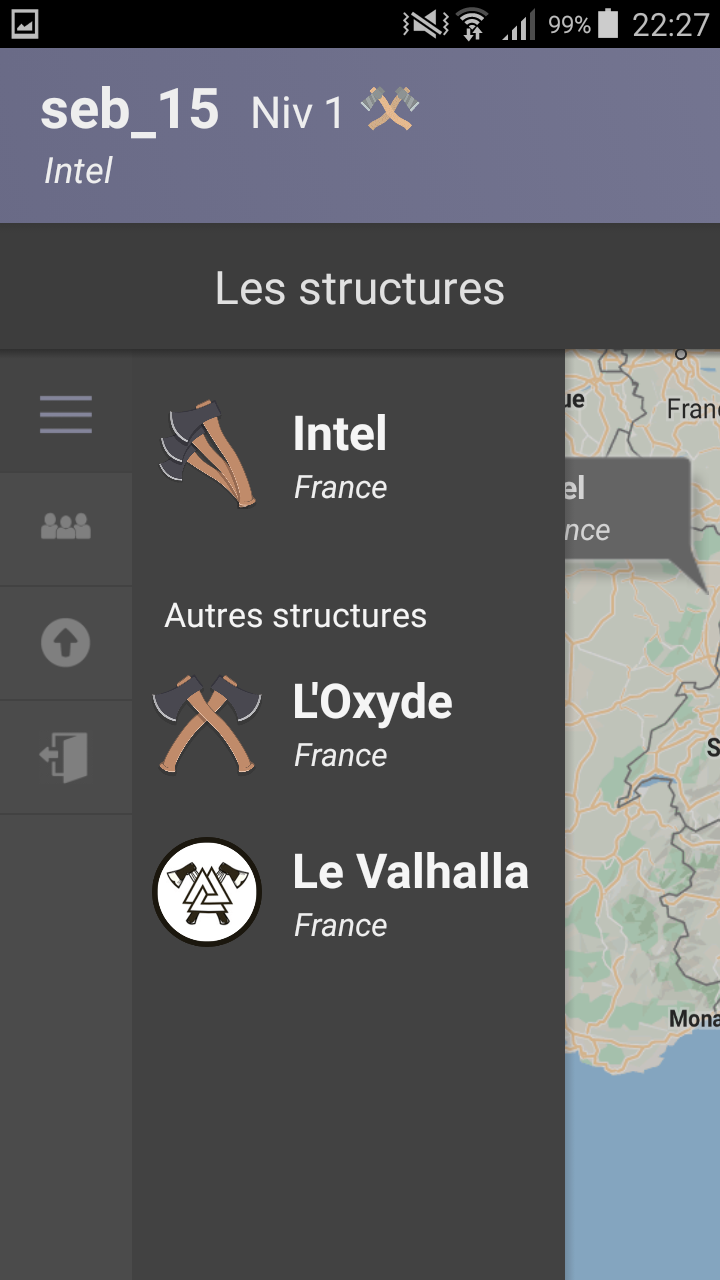 99% 22:27
seb_15 Niv 1
Intel
Les structures
Intel
France
Autres structures
L'Oxyde
France
Le Valhalla
France
ue
Fran
el
nce
S
Mona